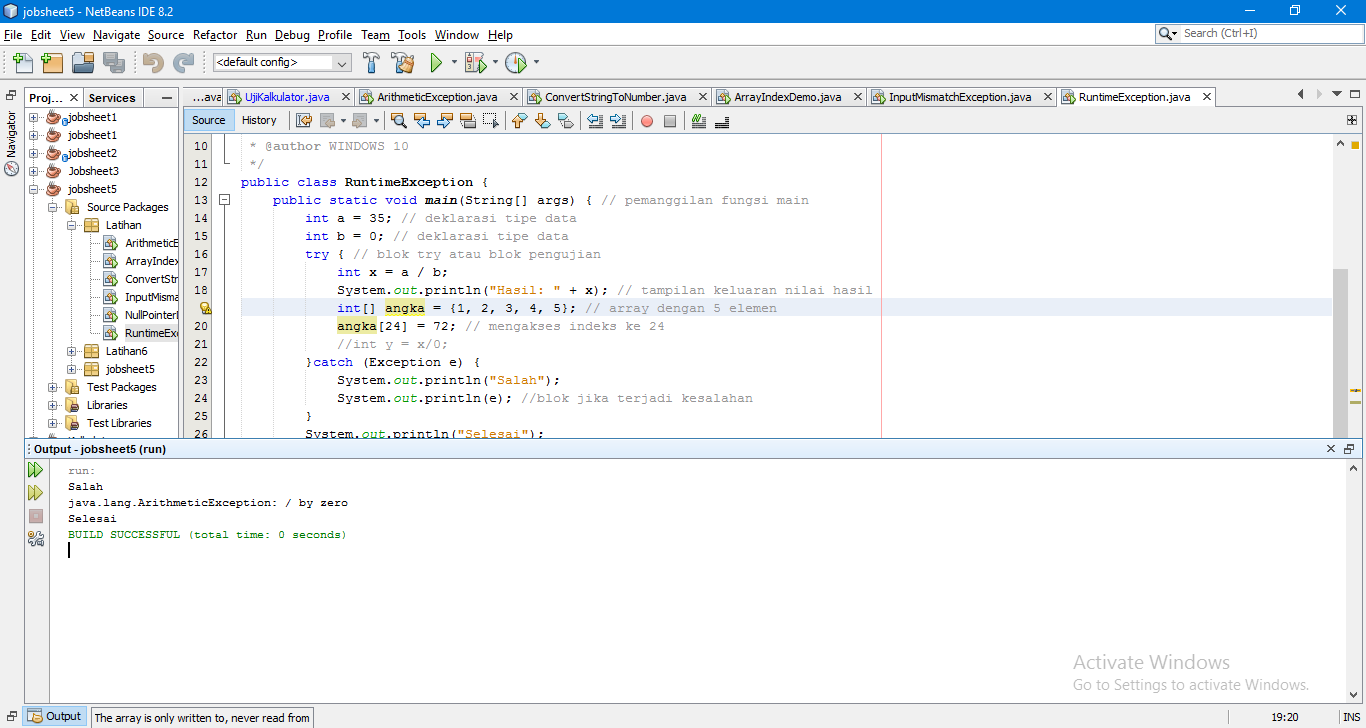 jobsheet5 - NetBeans IDE 8.2
File Edit View Navigate Source Refactor Run Debug Profile Team Tools Window Help
Search (Ctrl+I)
<default config>
Proj... Services
Navigator
jobsheet1
jobsheet1
jobsheet2
Jobsheet3
jobsheet5
Source Packages
Latihan
ArithmeticE
ArrayIndex
ConvertStr
InputMisma
NullPointerl
RuntimeEx
Latihan6
jobsheet5
Test Packages
Libraries
Test Libraries
...ava UjiKalkulator.java ArithmeticException.java ConvertStringToNumber.java ArrayIndexDemo.java InputMismatchException.java RuntimeException.java
Source History
10 * @author WINDOWS 10
11 */
12 public class RuntimeException {
13 public static void main(String[] args) { // pemanggilan fungsi main
14 int a = 35; // deklarasi tipe data
15 int b = 0; // deklarasi tipe data
16 try { // blok try atau blok pengujian
17 int x = a / b;
18 System.out.println("Hasil: " + x); // tampilan keluaran nilai hasil
int[] angka = {1, 2, 3, 4, 5}; // array dengan 5 elemen
20 angka[24] = 72; // mengakses indeks ke 24
21 //int y = x/0;
22 }catch (Exception e) {
23 System.out.println("Salah");
24 System.out.println(e); //blok jika terjadi kesalahan
25 }
26 System.out.println("Selesai");
Output - jobsheet5 (run)
run:
Salah
java.lang.ArithmeticException: / by zero
Selesai
BUILD SUCCESSFUL (total time: 0 seconds)
Activate Windows
Go to Settings to activate Windows.
Output The array is only written to, never read from 19:20 INS